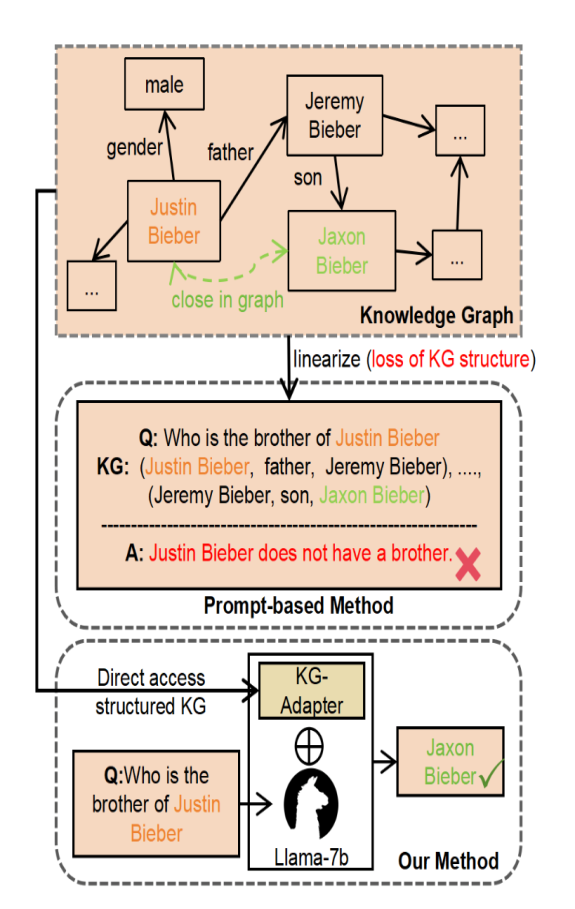 male
gender
father
Jeremy
Bieber
...
son
Justin
Bieber
Jaxon
Bieber
...
...
close in graph
Knowledge Graph
linearize (loss of KG structure)
Q: Who is the brother of Justin Bieber
KG: (Justin Bieber, father, Jeremy Bieber), ....,
(Jeremy Bieber, son, Jaxon Bieber)
A: Justin Bieber does not have a brother.
Prompt-based Method
Direct access
structured KG
KG-
Adapter
Q:Who is the
brother of Justin
Bieber
Llama-7b
Jaxon
Bieber
Our Method